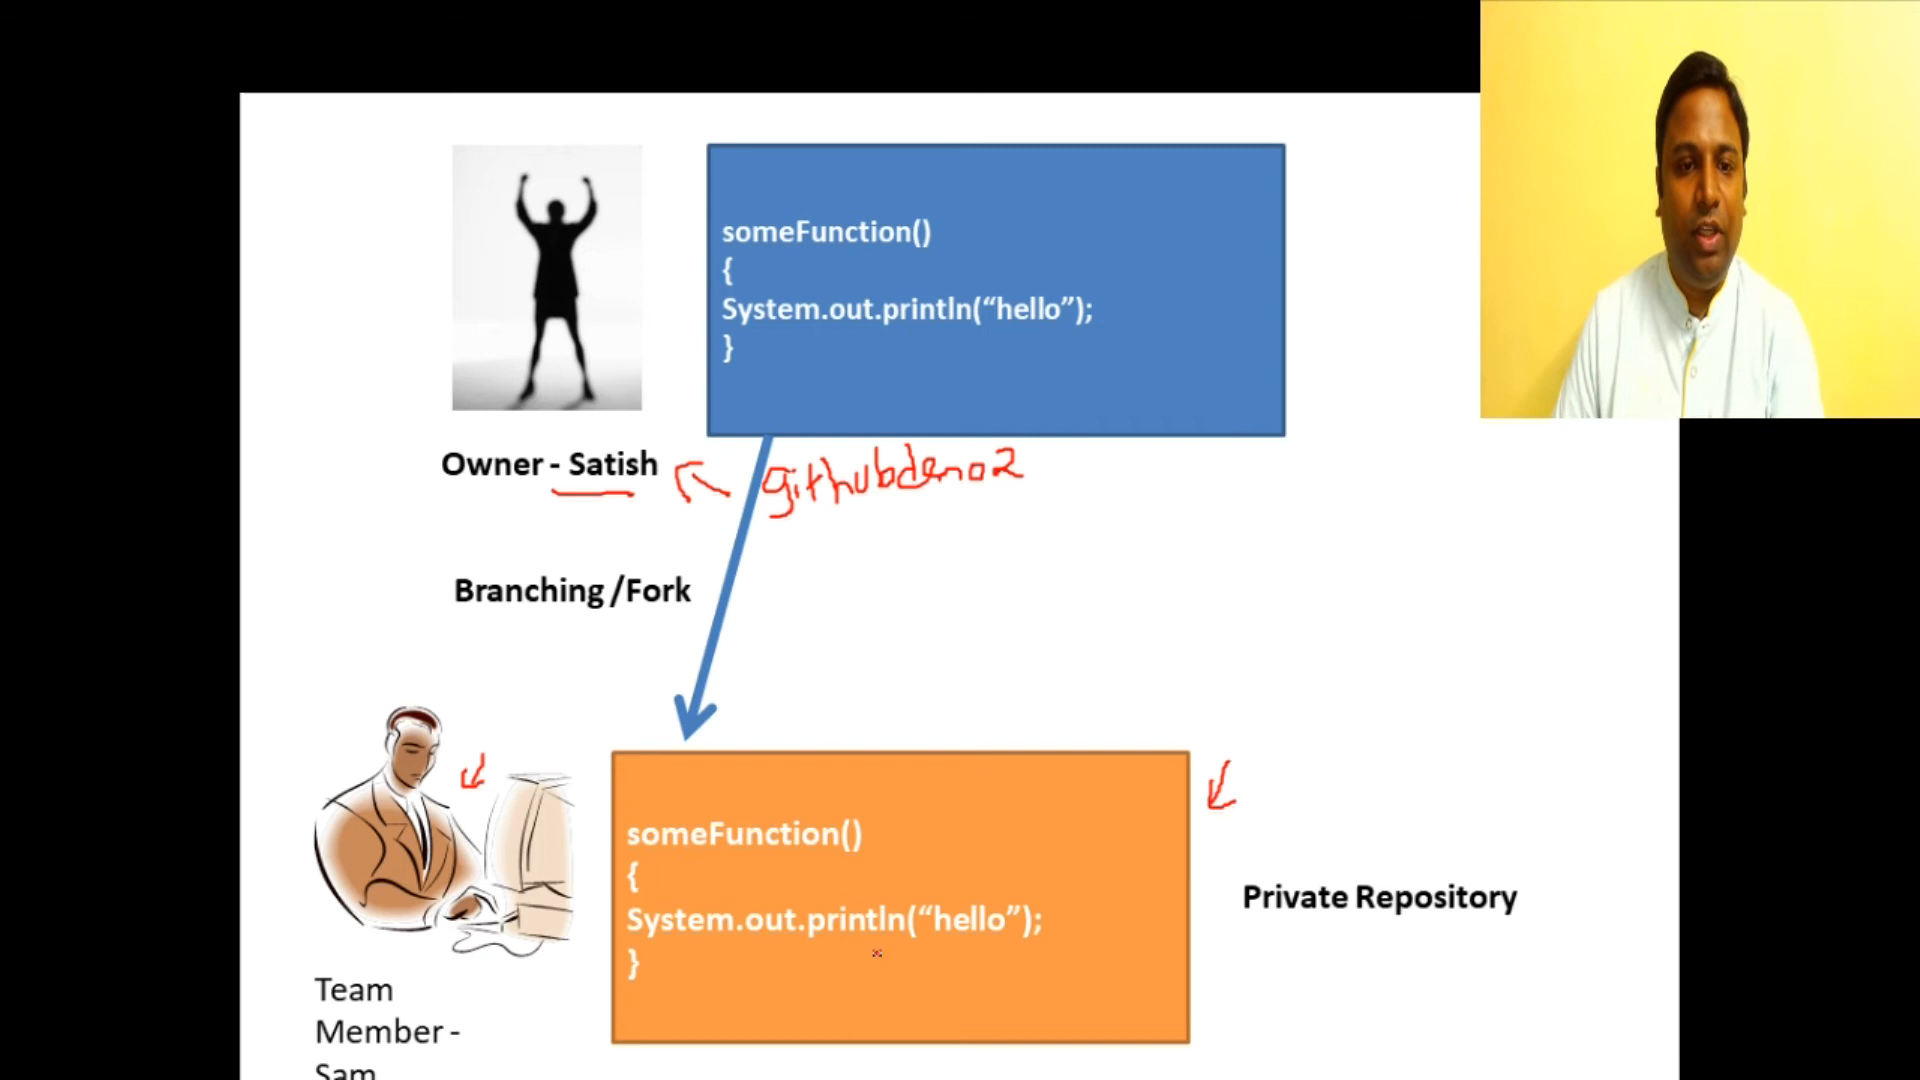 someFunction()
{
System.out.println(“hello”);
}
Owner - Satish
githubdemo2
Branching /Fork
someFunction()
{
System.out.println(“hello”);
}
Private Repository
Team
Member -
Sam